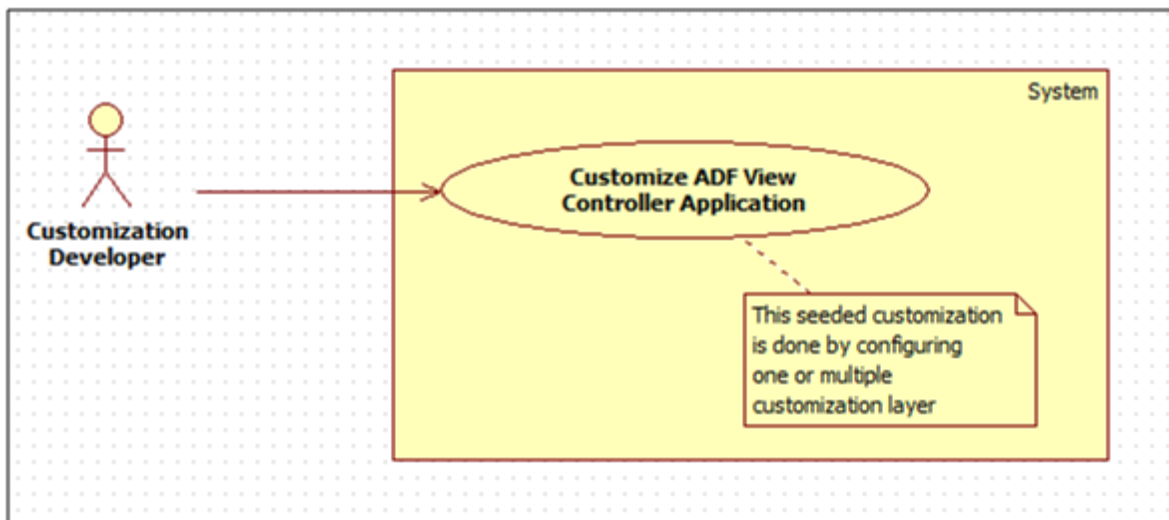 System
Customization
Developer
Customize ADF View
Controller Application
This seeded customization
is done by configuring
one or multiple
customization layer